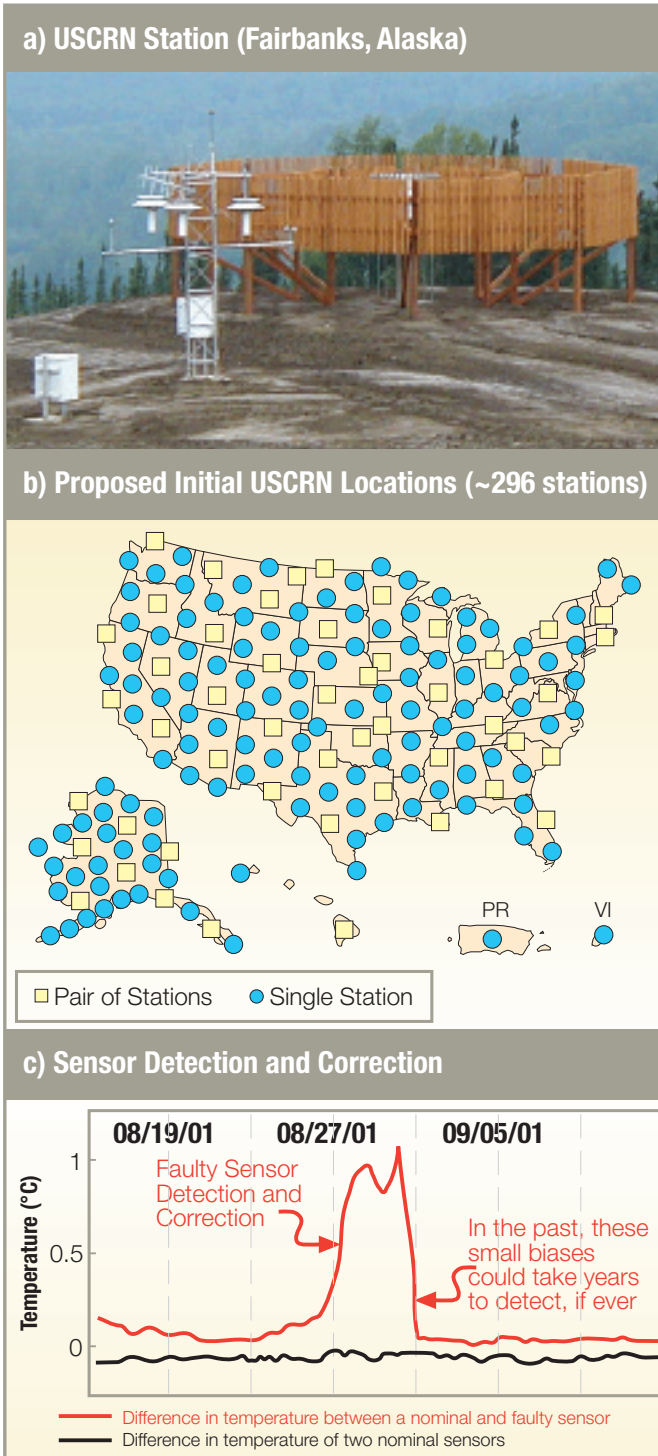 a) USCRN Station (Fairbanks, Alaska)
b) Proposed Initial USCRN Locations (~296 stations)
PR
VI
Pair of Stations
Single Station
c) Sensor Detection and Correction
08/19/01
08/27/01
09/05/01
Temperature (°C)
1
0.5
0
Faulty Sensor
Detection and
Correction
In the past, these
small biases
could take years
to detect, if ever
Difference in temperature between a nominal and faulty sensor
Difference in temperature of two nominal sensors